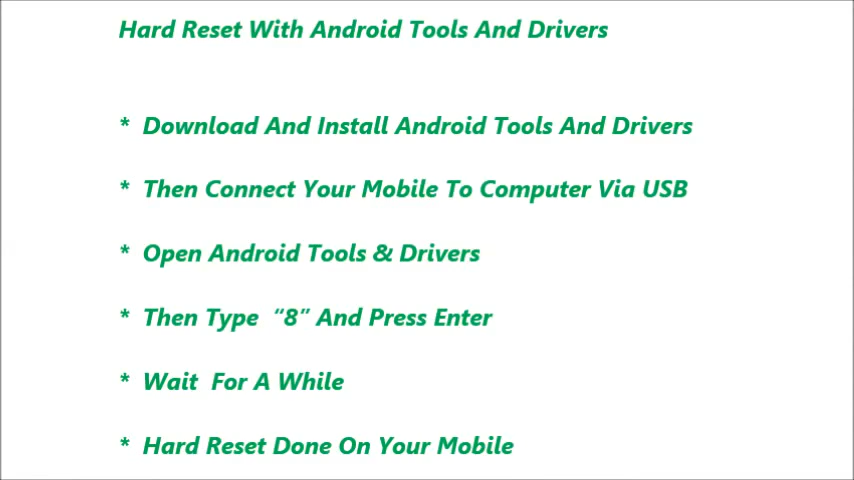 Hard Reset With Android Tools And Drivers
* Download And Install Android Tools And Drivers
* Then Connect Your Mobile To Computer Via USB
* Open Android Tools & Drivers
* Then Type “8” And Press Enter
* Wait For A While
* Hard Reset Done On Your Mobile